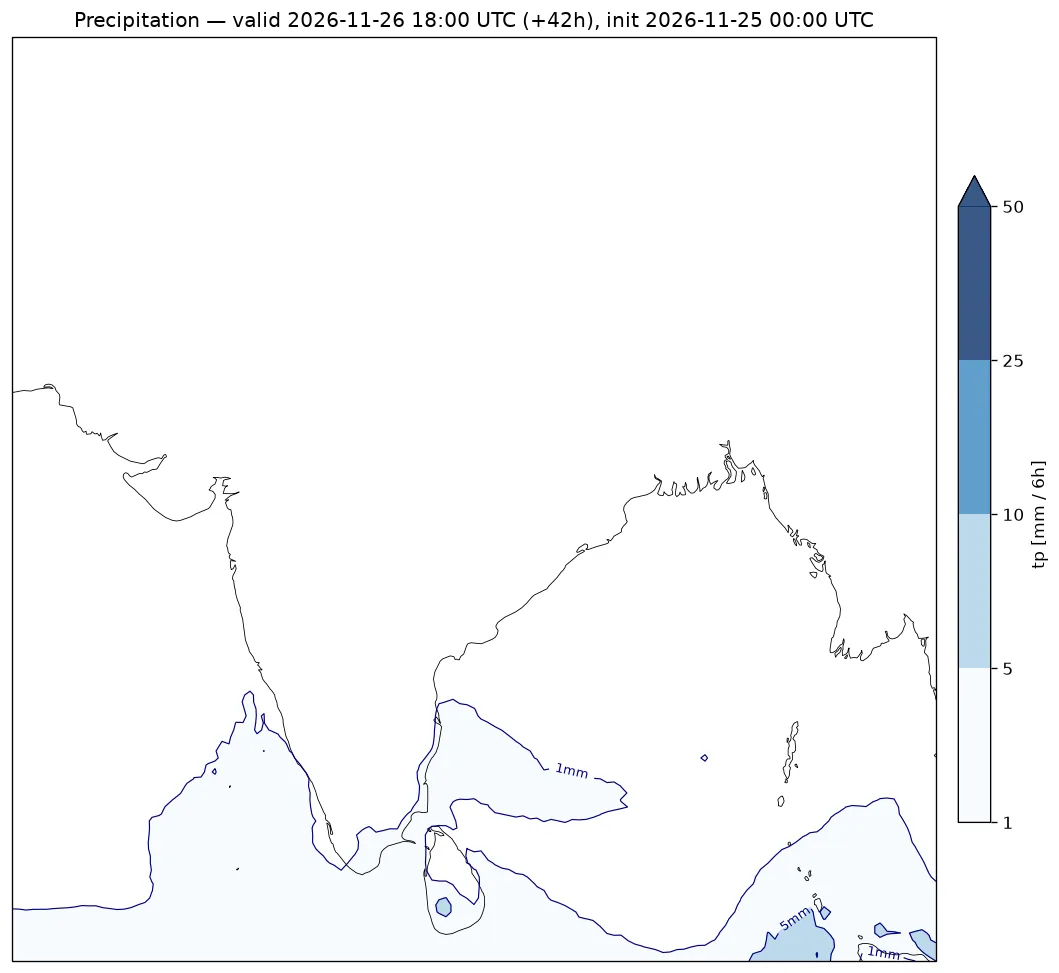 Precipitation — valid 2026-11-26 18:00 UTC (+42h), init 2026-11-25 00:00 UTC
50
25
10
5
1
tp [mm / 6h]
1mm
5mm
1mm